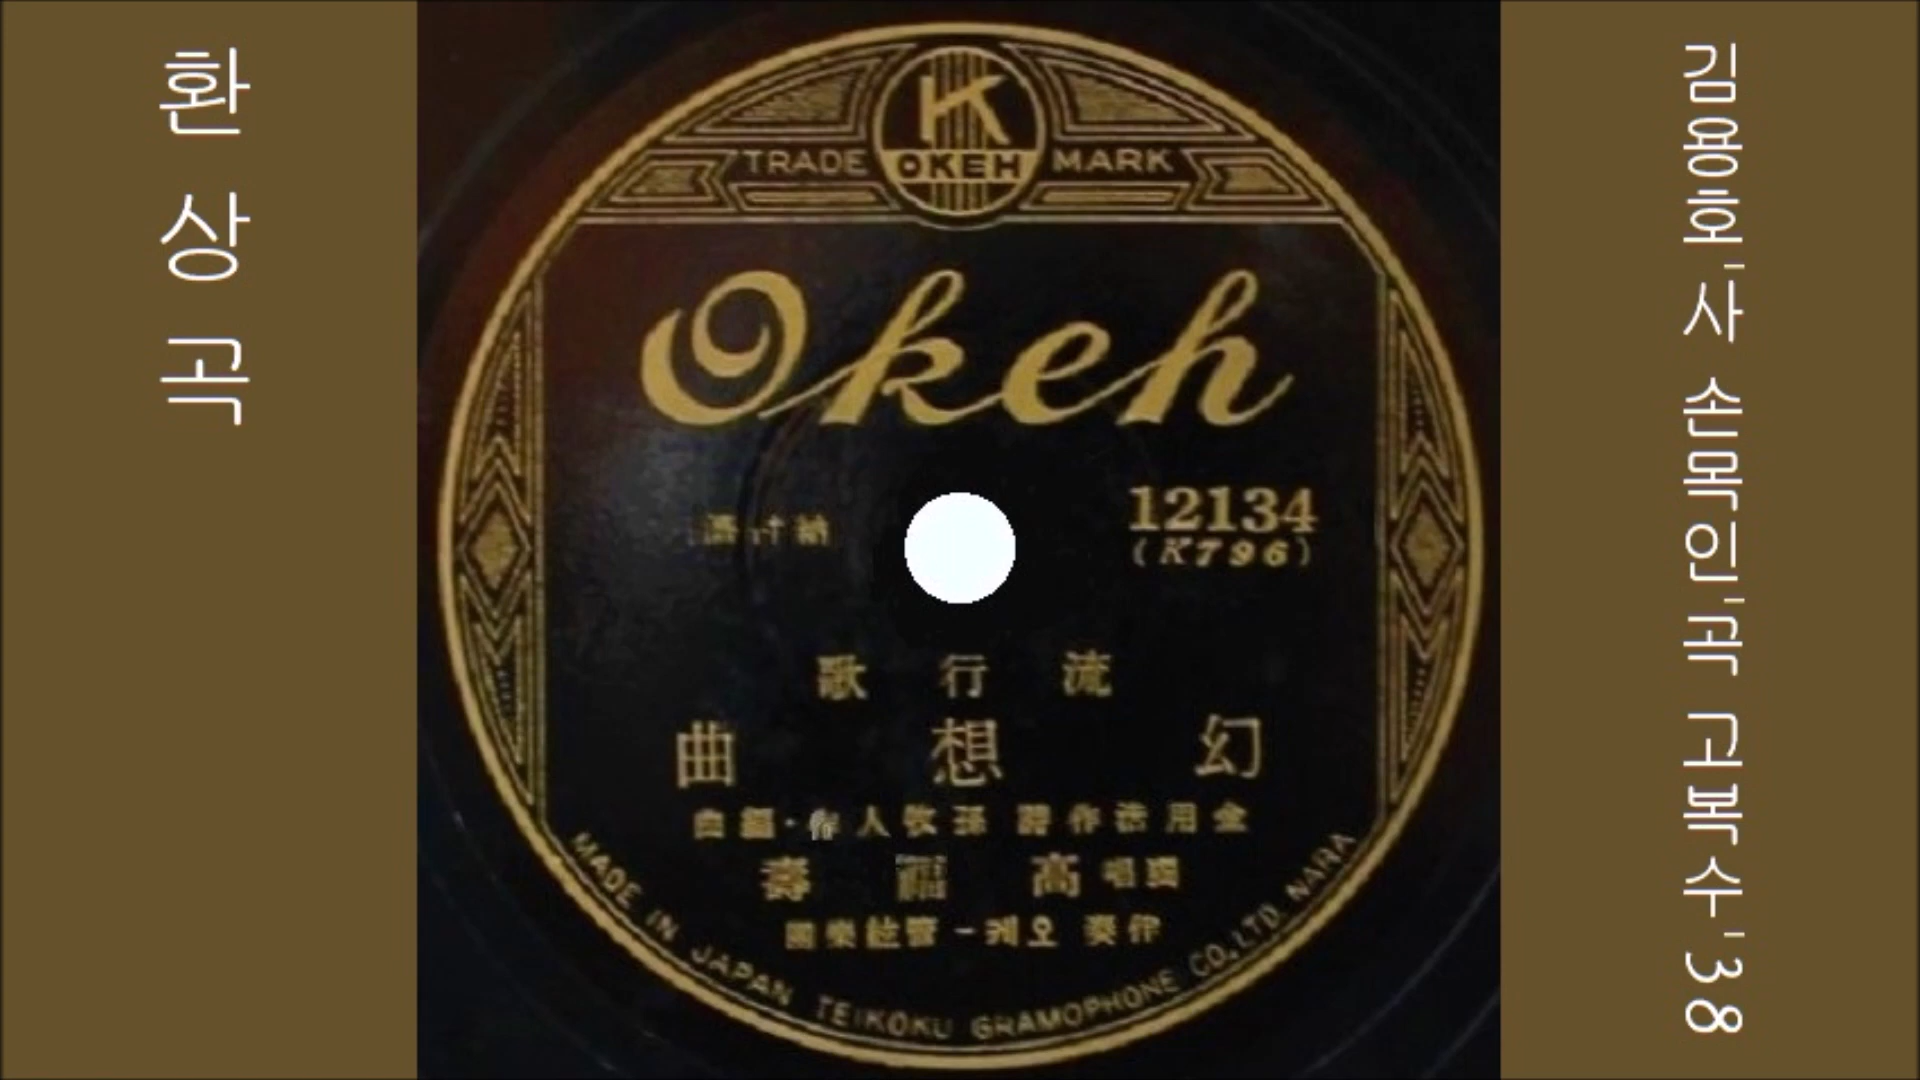 환상곡
K
OKEH
TRADE MARK
Okeh
12134
(K796)
流行歌
幻想曲
金用浩作詩 孫牧人作·編曲
獨唱 高福壽
伴奏 오케ー管絃樂團
MADE IN JAPAN TEIKOKU GRAMOPHONE CO., LTD. NARA
김용호-사 손목인-곡 고복수-38